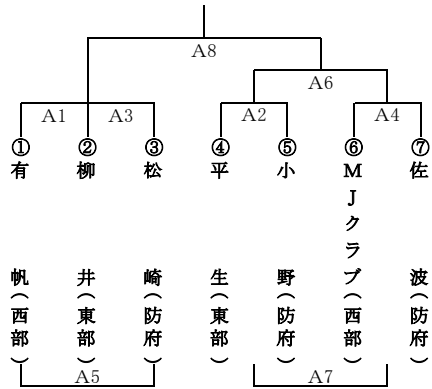 A8
A6
A1 A3 A2 A4
① ② ③ ④ ⑤ ⑥ ⑦
有帆(西部)
柳井(東部)
松崎(防府)
平生(東部)
小野(防府)
MJクラブ(西部)
佐波(防府)
A5 A7